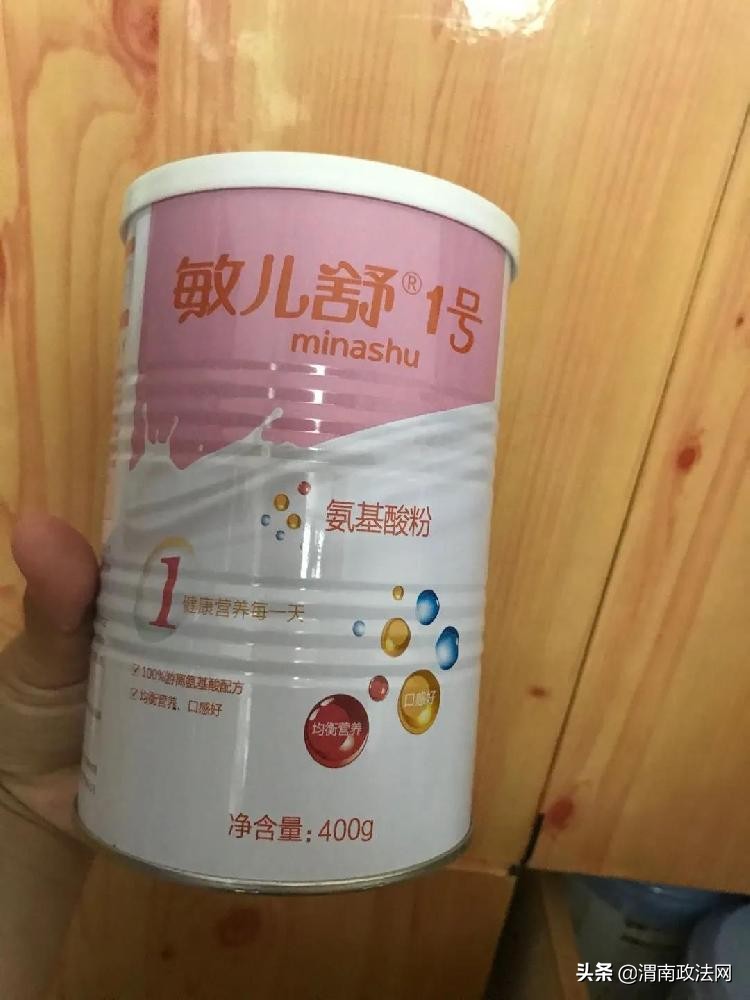 敏儿舒®1号
minashu
氨基酸粉
1 健康营养每一天
100%游离氨基酸配方
均衡营养、口感好
口感好
均衡营养
净含量:400g
头条 @渭南政法网